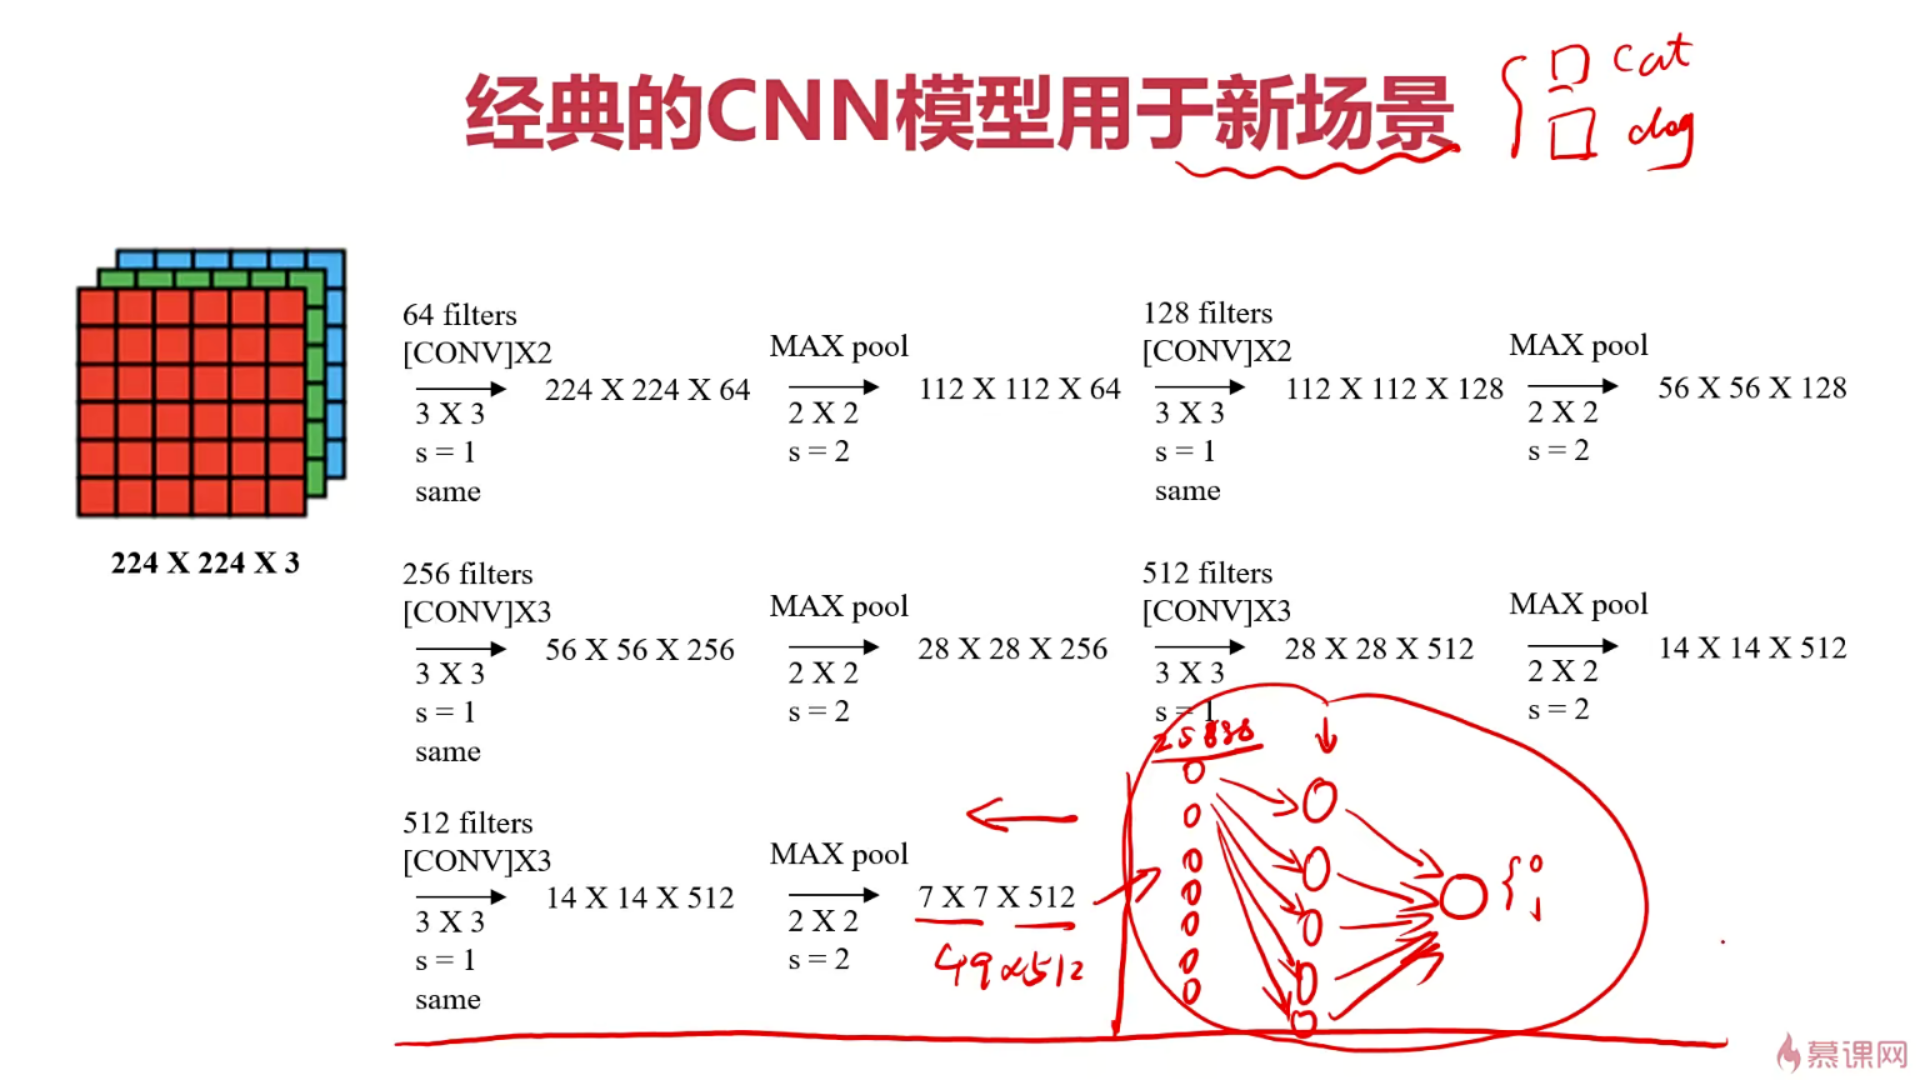 经典的CNN模型用于新场景
cat
dog
224 X 224 X 3
64 filters
[CONV]X2
3 X 3
s = 1
same
224 X 224 X 64
MAX pool
2 X 2
s = 2
112 X 112 X 64
128 filters
[CONV]X2
3 X 3
s = 1
same
112 X 112 X 128
MAX pool
2 X 2
s = 2
56 X 56 X 128
256 filters
[CONV]X3
3 X 3
s = 1
same
56 X 56 X 256
MAX pool
2 X 2
s = 2
28 X 28 X 256
512 filters
[CONV]X3
3 X 3
s = 1
28 X 28 X 512
MAX pool
2 X 2
s = 2
14 X 14 X 512
512 filters
[CONV]X3
3 X 3
s = 1
same
14 X 14 X 512
MAX pool
2 X 2
s = 2
7 X 7 X 512
49x512
0
1
慕课网